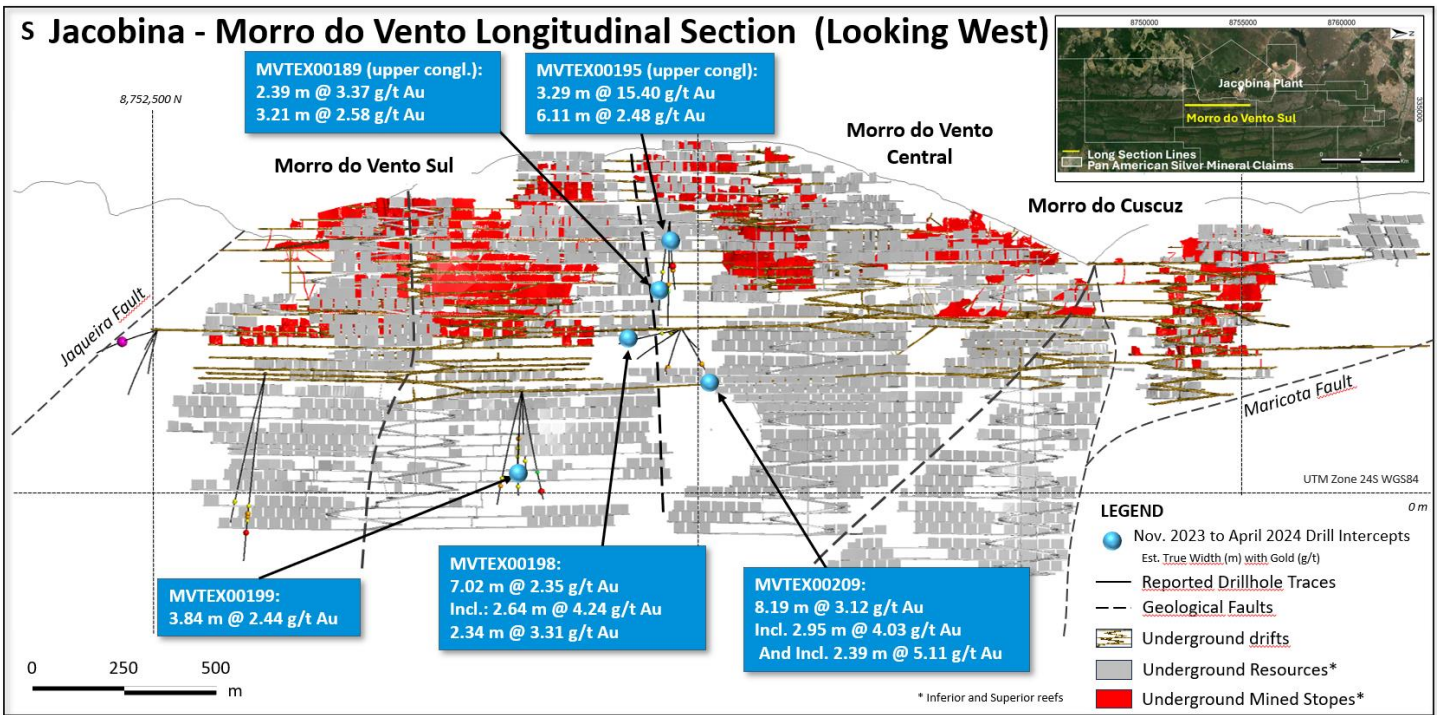 S Jacobina - Morro do Vento Longitudinal Section (Looking West)
8750000
8755000
8760000
N
335000
Jacobina Plant
Morro do Vento Sul
Long Section Lines
Pan American Silver Mineral Claims
0 2 4
Km
MVTEX00189 (upper congl.):
2.39 m @ 3.37 g/t Au
3.21 m @ 2.58 g/t Au
MVTEX00195 (upper congl):
3.29 m @ 15.40 g/t Au
6.11 m @ 2.48 g/t Au
8,752,500 N
Morro do Vento Sul
Morro do Vento
Central
Morro do Cuscuz
Jaqueira Fault
Maricota Fault
UTM Zone 24S WGS84
0 m
MVTEX00199:
3.84 m @ 2.44 g/t Au
MVTEX00198:
7.02 m @ 2.35 g/t Au
Incl.: 2.64 m @ 4.24 g/t Au
2.34 m @ 3.31 g/t Au
MVTEX00209:
8.19 m @ 3.12 g/t Au
Incl. 2.95 m @ 4.03 g/t Au
And Incl. 2.39 m @ 5.11 g/t Au
LEGEND
Nov. 2023 to April 2024 Drill Intercepts
Est. True Width (m) with Gold (g/t)
Reported Drillhole Traces
Geological Faults
Underground drifts
Underground Resources*
Underground Mined Stopes*
* Inferior and Superior reefs
0 250 500
m